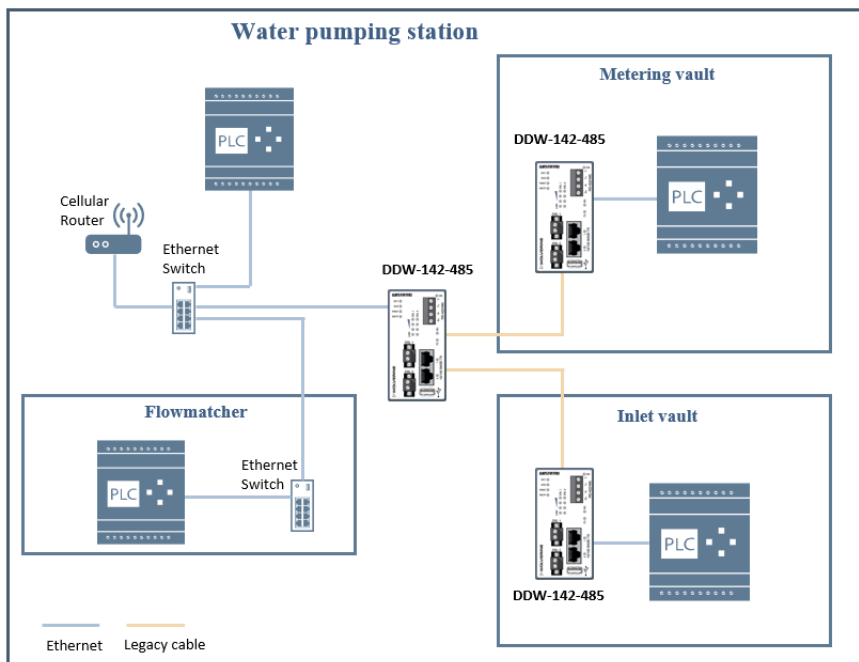 Water pumping station
Metering vault
DDW-142-485
PLC
PLC
Cellular
Router
Ethernet
Switch
DDW-142-485
Flowmatcher
Ethernet
Switch
PLC
Inlet vault
PLC
DDW-142-485
Ethernet
Legacy cable